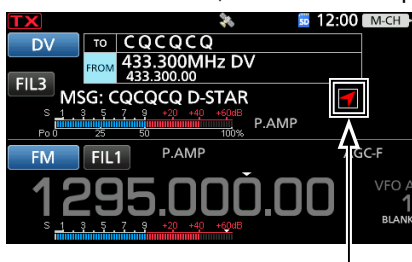 TX SD 12:00 M-CH
DV TO CQCQCQ
FROM 433.300MHz DV
433.300.00
FIL3
MSG: CQCQCQ D-STAR
S 1 3 5 7 9 +20 +40 +60dB
P.AMP
Po 0 25 50 100%
FM FIL1 P.AMP AGC-F
1295.000.00
VFO A
1
BLANK
S 1 3 5 7 9 +20 +40 +60dB